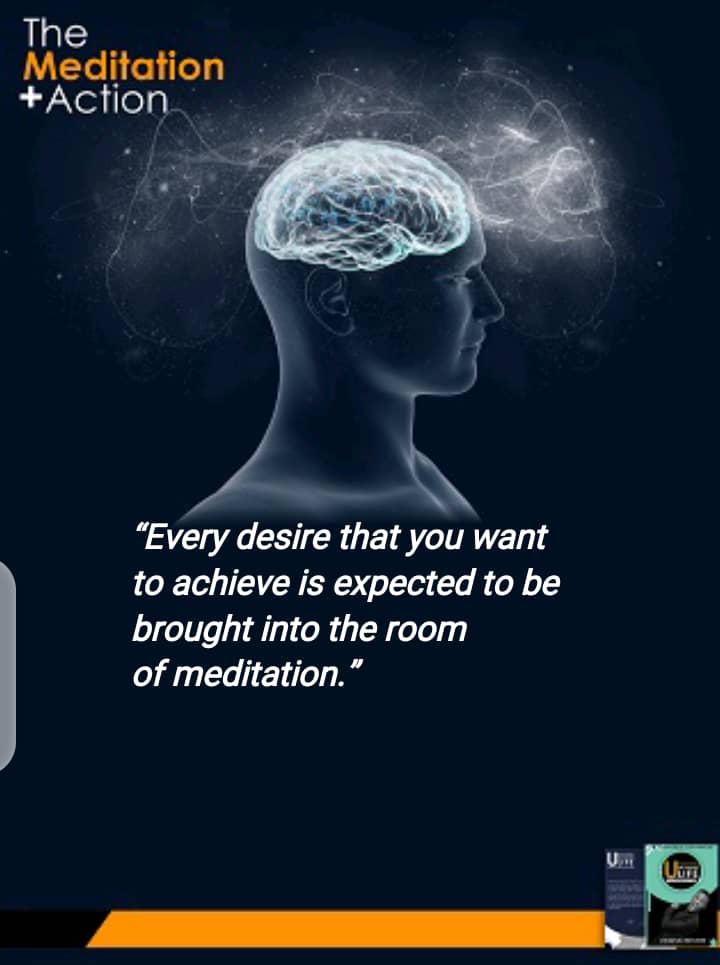 The
Meditation
+Action
“Every desire that you want
to achieve is expected to be
brought into the room
of meditation.”